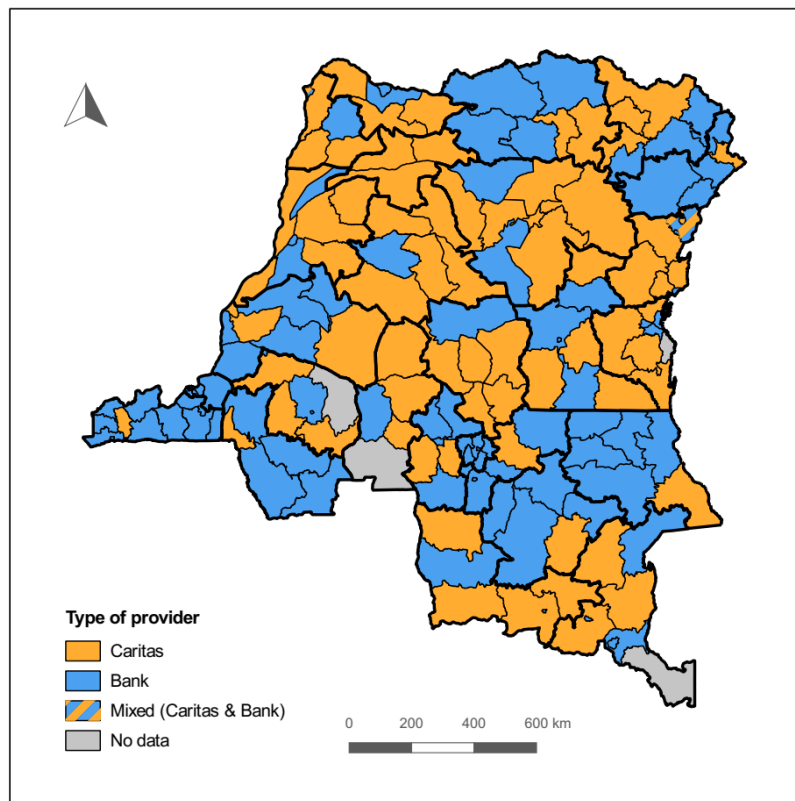 Type of provider
Caritas
Bank
Mixed (Caritas & Bank)
No data
0 200 400 600 km